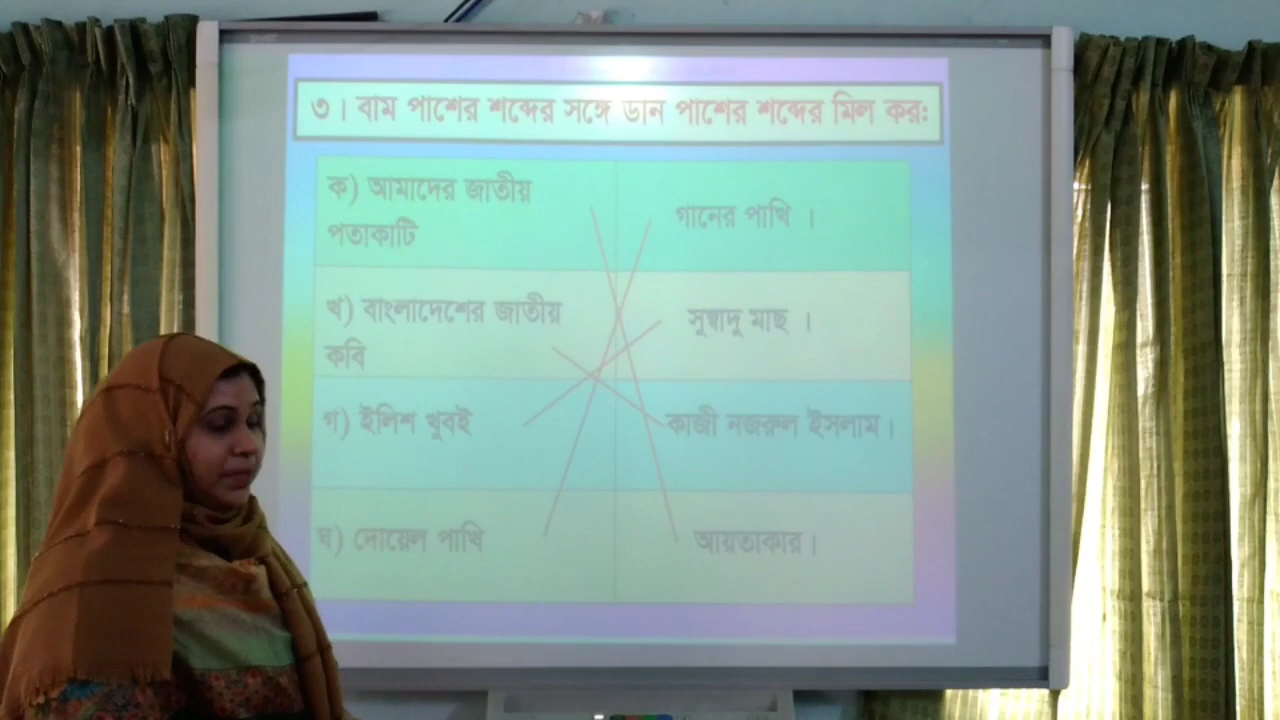 ৩। বাম পাশের শব্দের সঙ্গে ডান পাশের শব্দের মিল কর:
ক) আমাদের জাতীয়
পতাকাটি
গানের পাখি ।
খ) বাংলাদেশের জাতীয়
কবি
সুস্বাদু মাছ ।
গ) ইলিশ খুবই
কাজী নজরুল ইসলাম।
ঘ) দোয়েল পাখি
আয়তাকার।